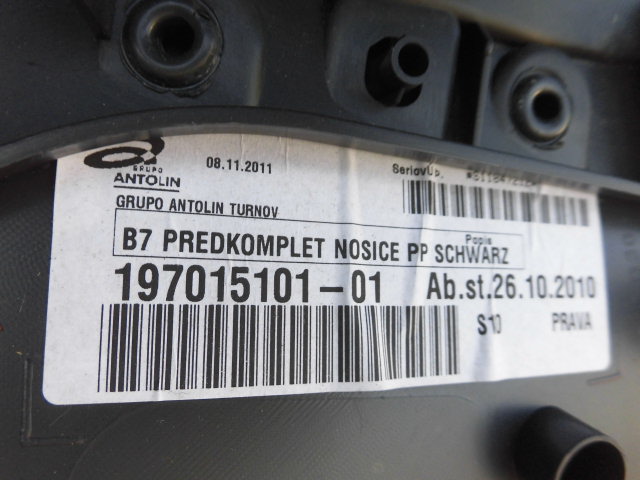 GRUPO
ANTOLIN
08.11.2011
SeriovUp.
GRUPO ANTOLIN TURNOV
Popis
B7 PREDKOMPLET NOSICE PP SCHWARZ
197015101-01 Ab.st.26.10.2010
S10 PRAVA